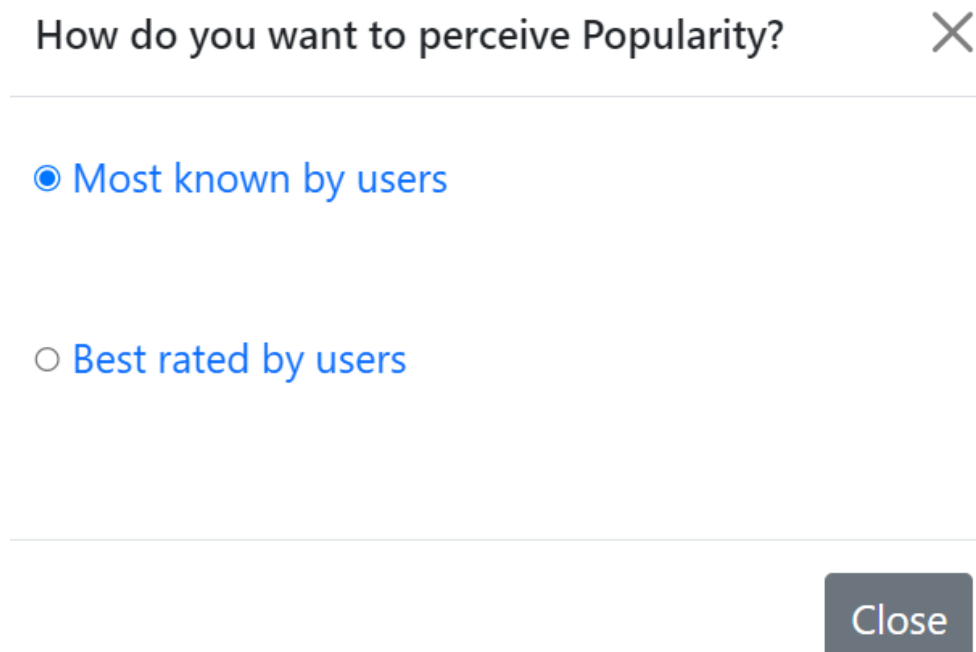 How do you want to perceive Popularity?
Most known by users
Best rated by users
Close